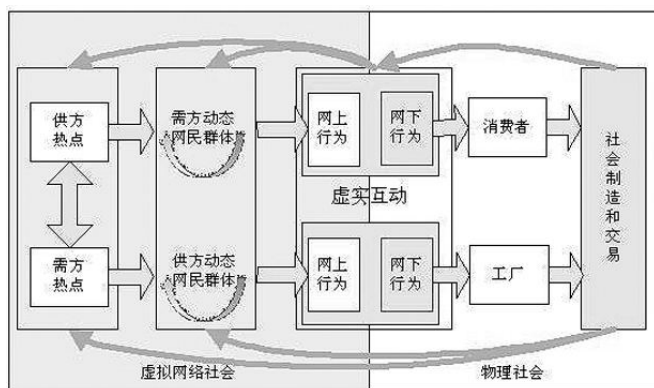 供方
热点
需方动态
网民群体
网上
行为
网下
行为
消费者
社会制造和交易
虚实互动
需方
热点
供方动态
网民群体
网上
行为
网下
行为
工厂
虚拟网络社会
物理社会